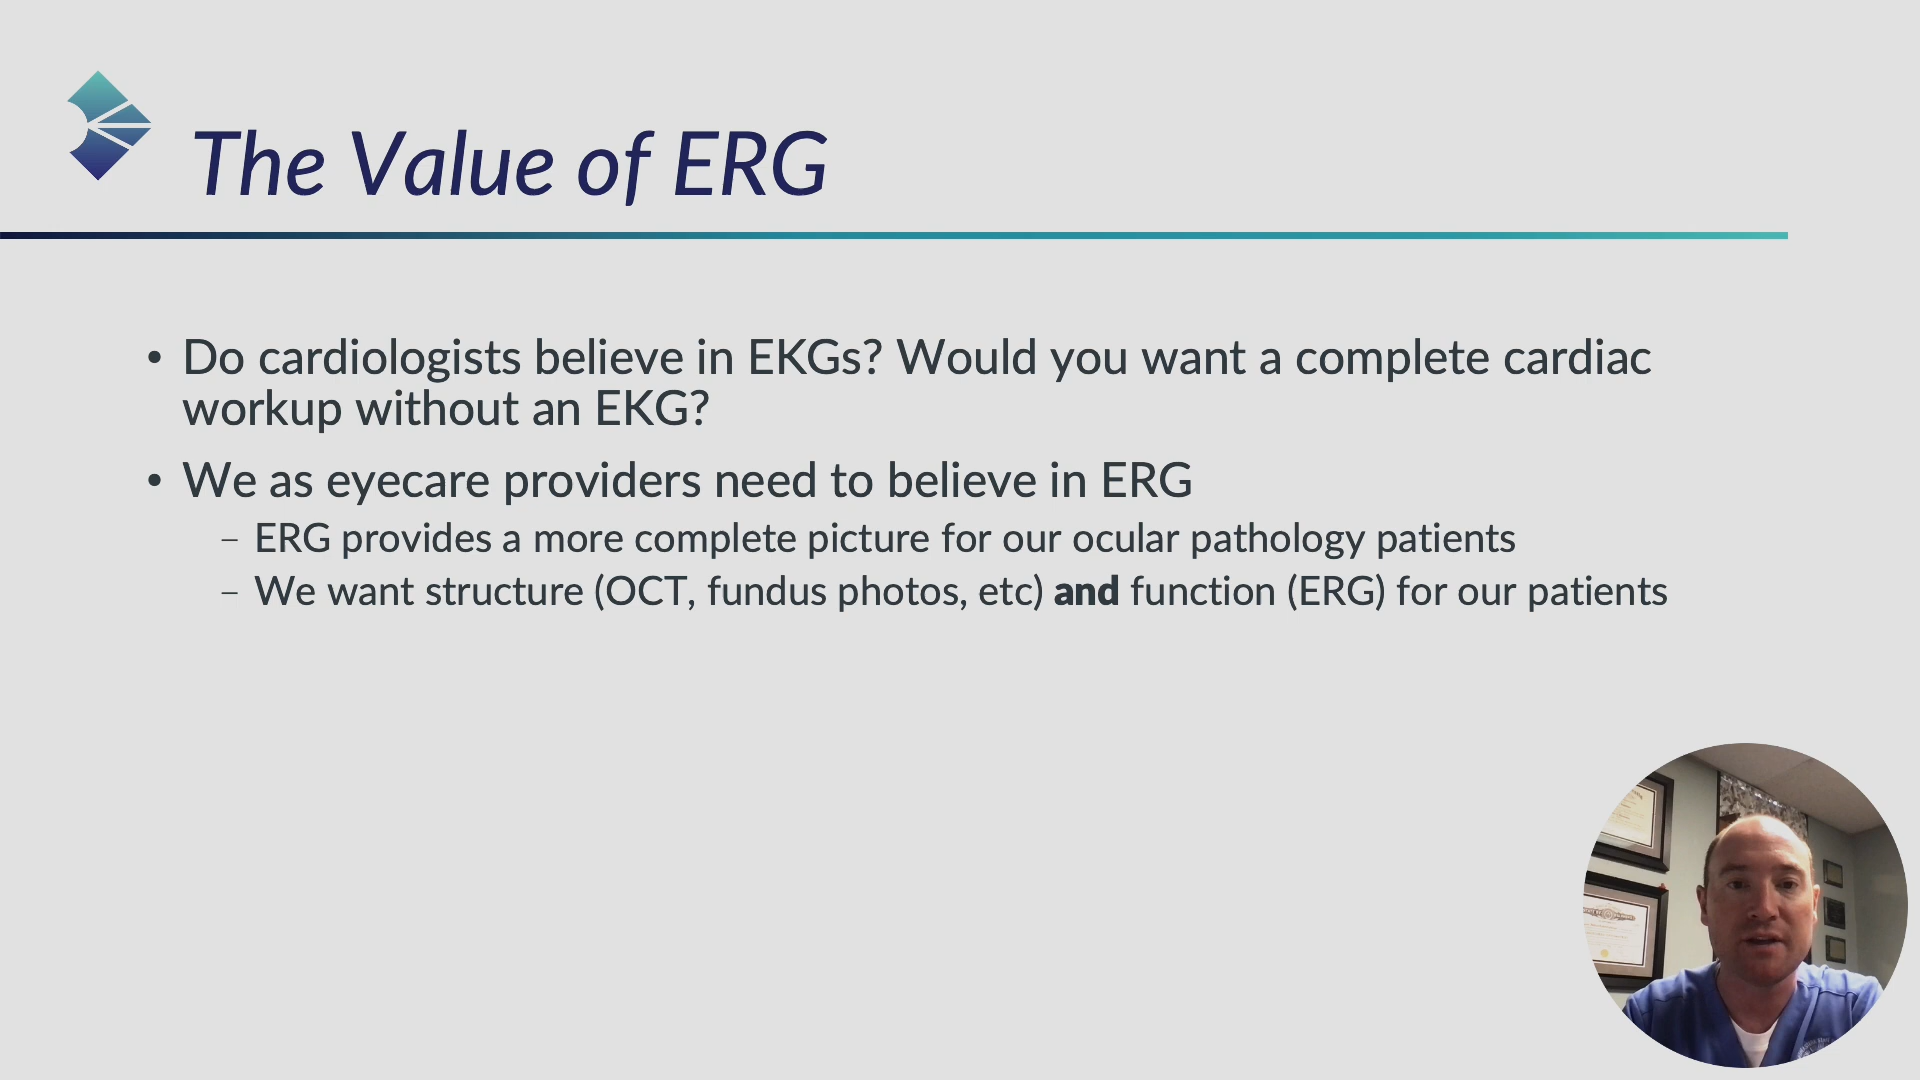 The Value of ERG
• Do cardiologists believe in EKGs? Would you want a complete cardiac
workup without an EKG?
• We as eyecare providers need to believe in ERG
– ERG provides a more complete picture for our ocular pathology patients
– We want structure (OCT, fundus photos, etc) and function (ERG) for our patients